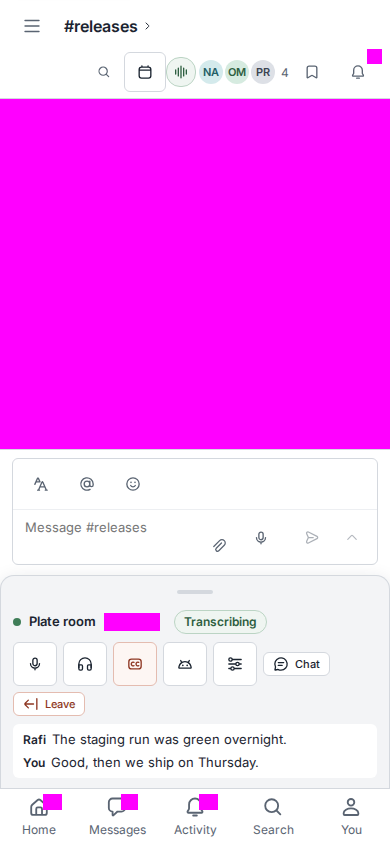 #releases
NA OM PR 4
Message #releases
Plate room Transcribing
CC Chat
Leave
Rafi The staging run was green overnight.
You Good, then we ship on Thursday.
Home Messages Activity Search You